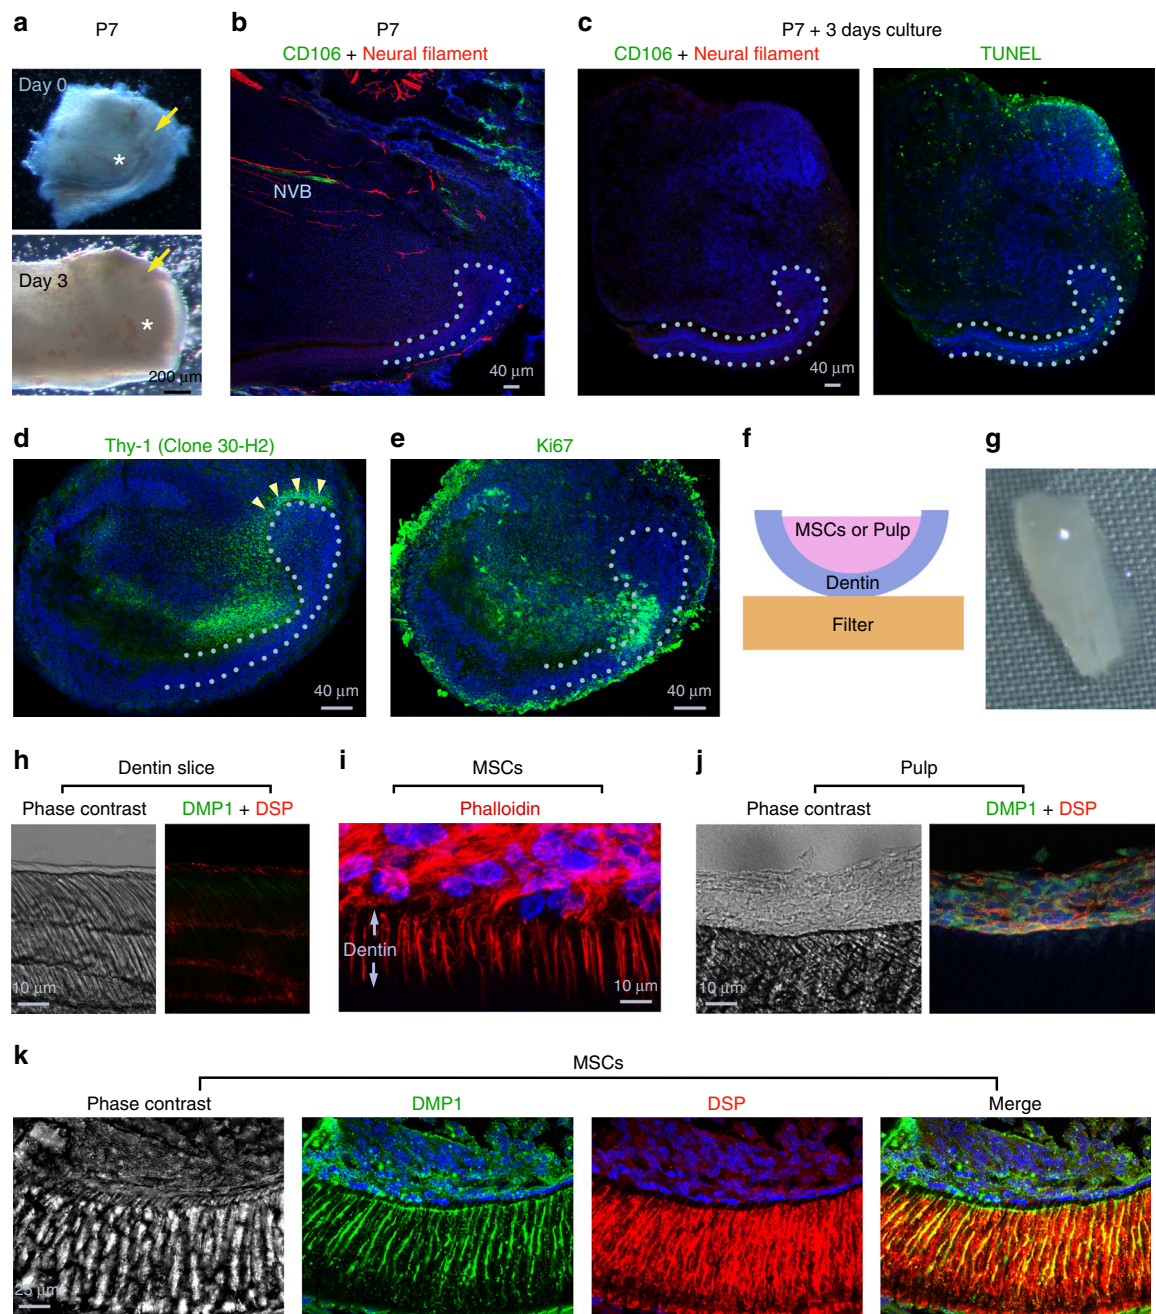 a
P7
Day 0
*
Day 3
*
200 μm
b
P7
CD106 + Neural filament
NVB
40 μm
c
P7 + 3 days culture
CD106 + Neural filament
TUNEL
40 μm
d
Thy-1 (Clone 30-H2)
40 μm
e
Ki67
40 μm
f
MSCs or Pulp
Dentin
Filter
g
h
Dentin slice
Phase contrast
DMP1 + DSP
10 μm
i
MSCs
Phalloidin
Dentin
10 μm
j
Pulp
Phase contrast
DMP1 + DSP
10 μm
k
MSCs
Phase contrast
DMP1
DSP
Merge
25 μm